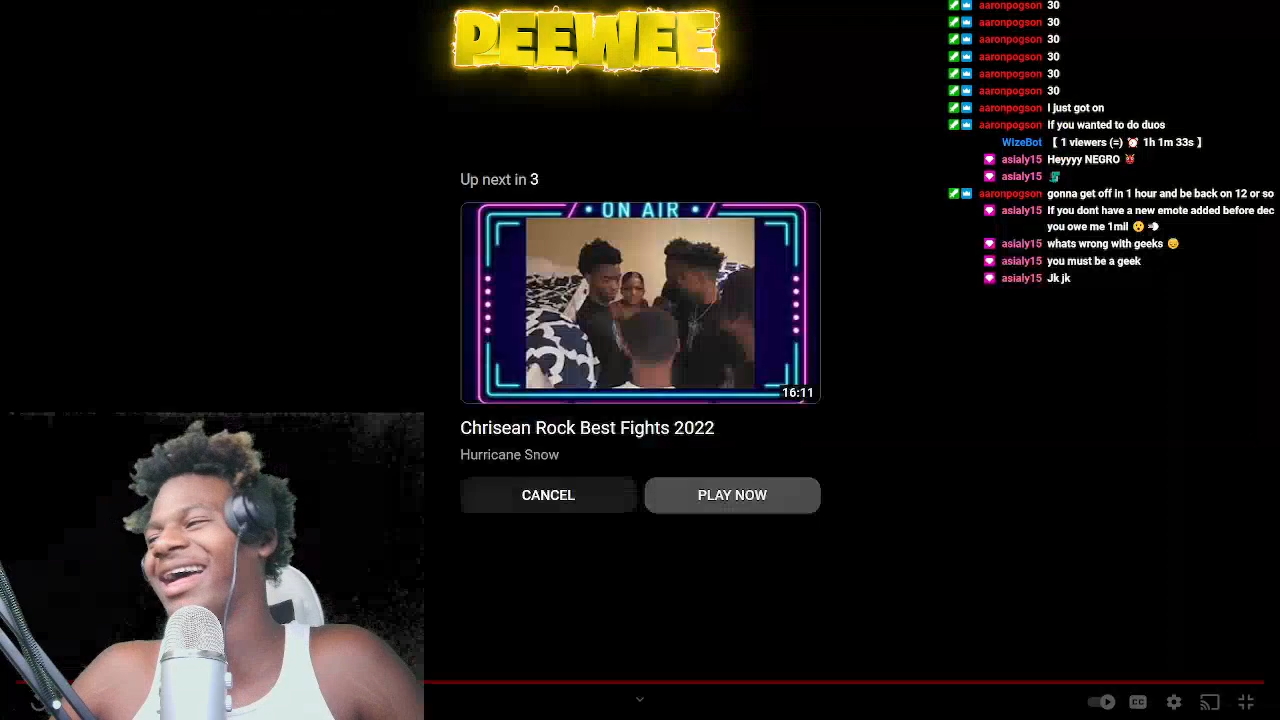 PEEWEE
Up next in 3
ON AIR
16:11
Chrisean Rock Best Fights 2022
Hurricane Snow
CANCEL
PLAY NOW
aaronpogson 30
aaronpogson 30
aaronpogson 30
aaronpogson 30
aaronpogson 30
aaronpogson 30
aaronpogson I just got on
aaronpogson If you wanted to do duos
WizeBot 【 1 viewers (=) ⏰ 1h 1m 33s 】
asialy15 Heyyyy NEGRO 👹
asialy15
aaronpogson gonna get off in 1 hour and be back on 12 or so
asialy15 If you dont have a new emote added before dec
you owe me 1mil 😮‍💨
asialy15 whats wrong with geeks 😑
asialy15 you must be a geek
asialy15 Jk jk
CC